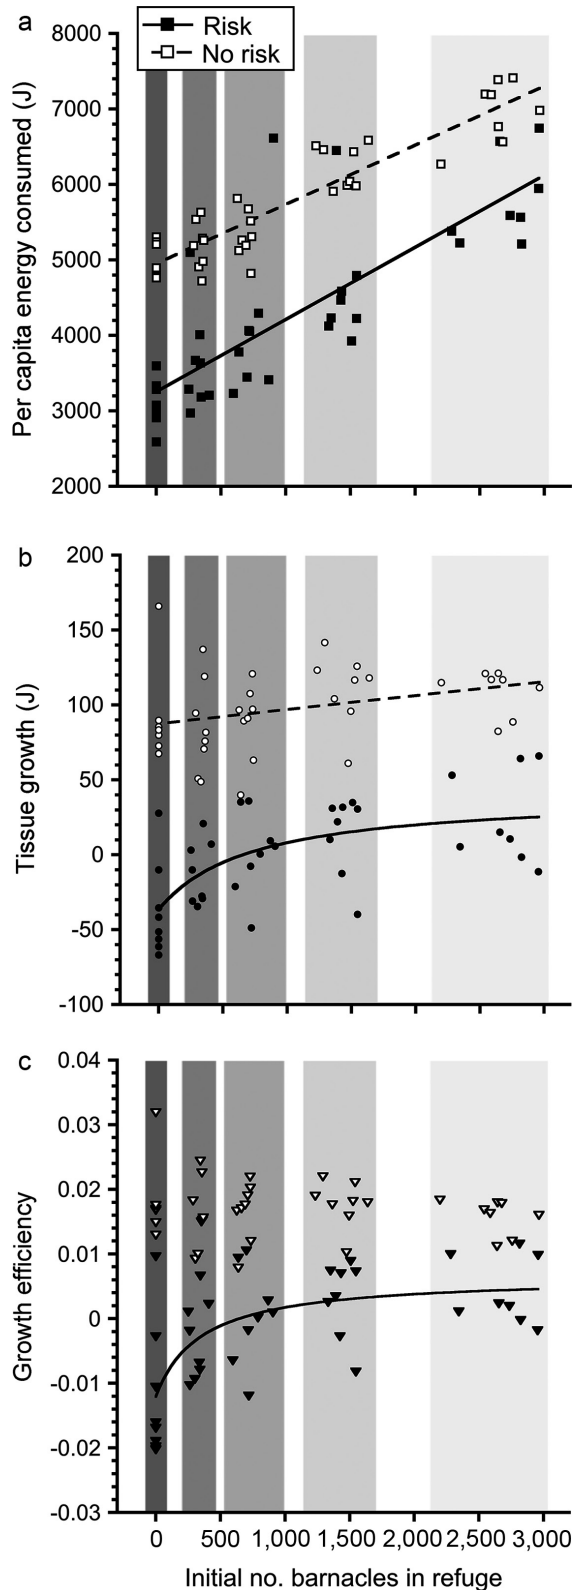 a
Risk
No risk
8000
7000
6000
5000
4000
3000
2000
Per capita energy consumed (J)
b
200
150
100
50
0
-50
-100
Tissue growth (J)
c
0.04
0.03
0.02
0.01
0
-0.01
-0.02
-0.03
Growth efficiency
0 500 1,000 1,500 2,000 2,500 3,000
Initial no. barnacles in refuge